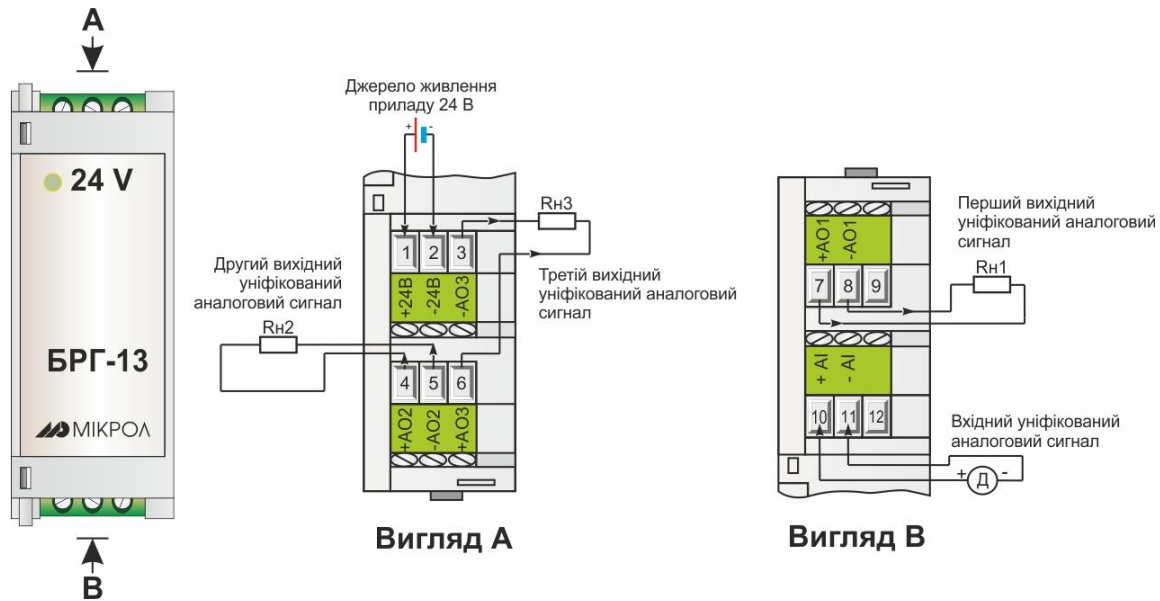 А
24 V
БРГ-13
МІКРОЛ
В
Джерело живлення
приладу 24 В
+ -
Rн3
1 2 3
+24В
-24В
-АО3
Другий вихідний
уніфікований
аналоговий сигнал
Третій вихідний
уніфікований аналоговий
сигнал
Rн2
4 5 6
+АО2
-АО2
+АО3
Вигляд А
+АО1
-АО1
Перший вихідний
уніфікований аналоговий
сигнал
Rн1
7 8 9
+ AI
- AI
10 11 12
Вхідний уніфікований
аналоговий сигнал
+ Д -
Вигляд В